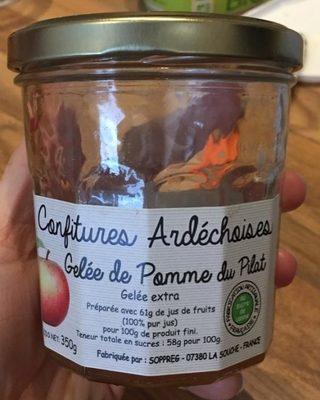 Confitures Ardéchoises
Gelée de Pomme du Pilat
Gelée extra
Préparée avec 61g de jus de fruits
(100% pur jus)
pour 100g de produit fini.
Teneur totale en sucres : 58g pour 100g.
NET: 350g
Fabriquée par : SOPPREG - 07380 LA SOUCHE - FRANCE